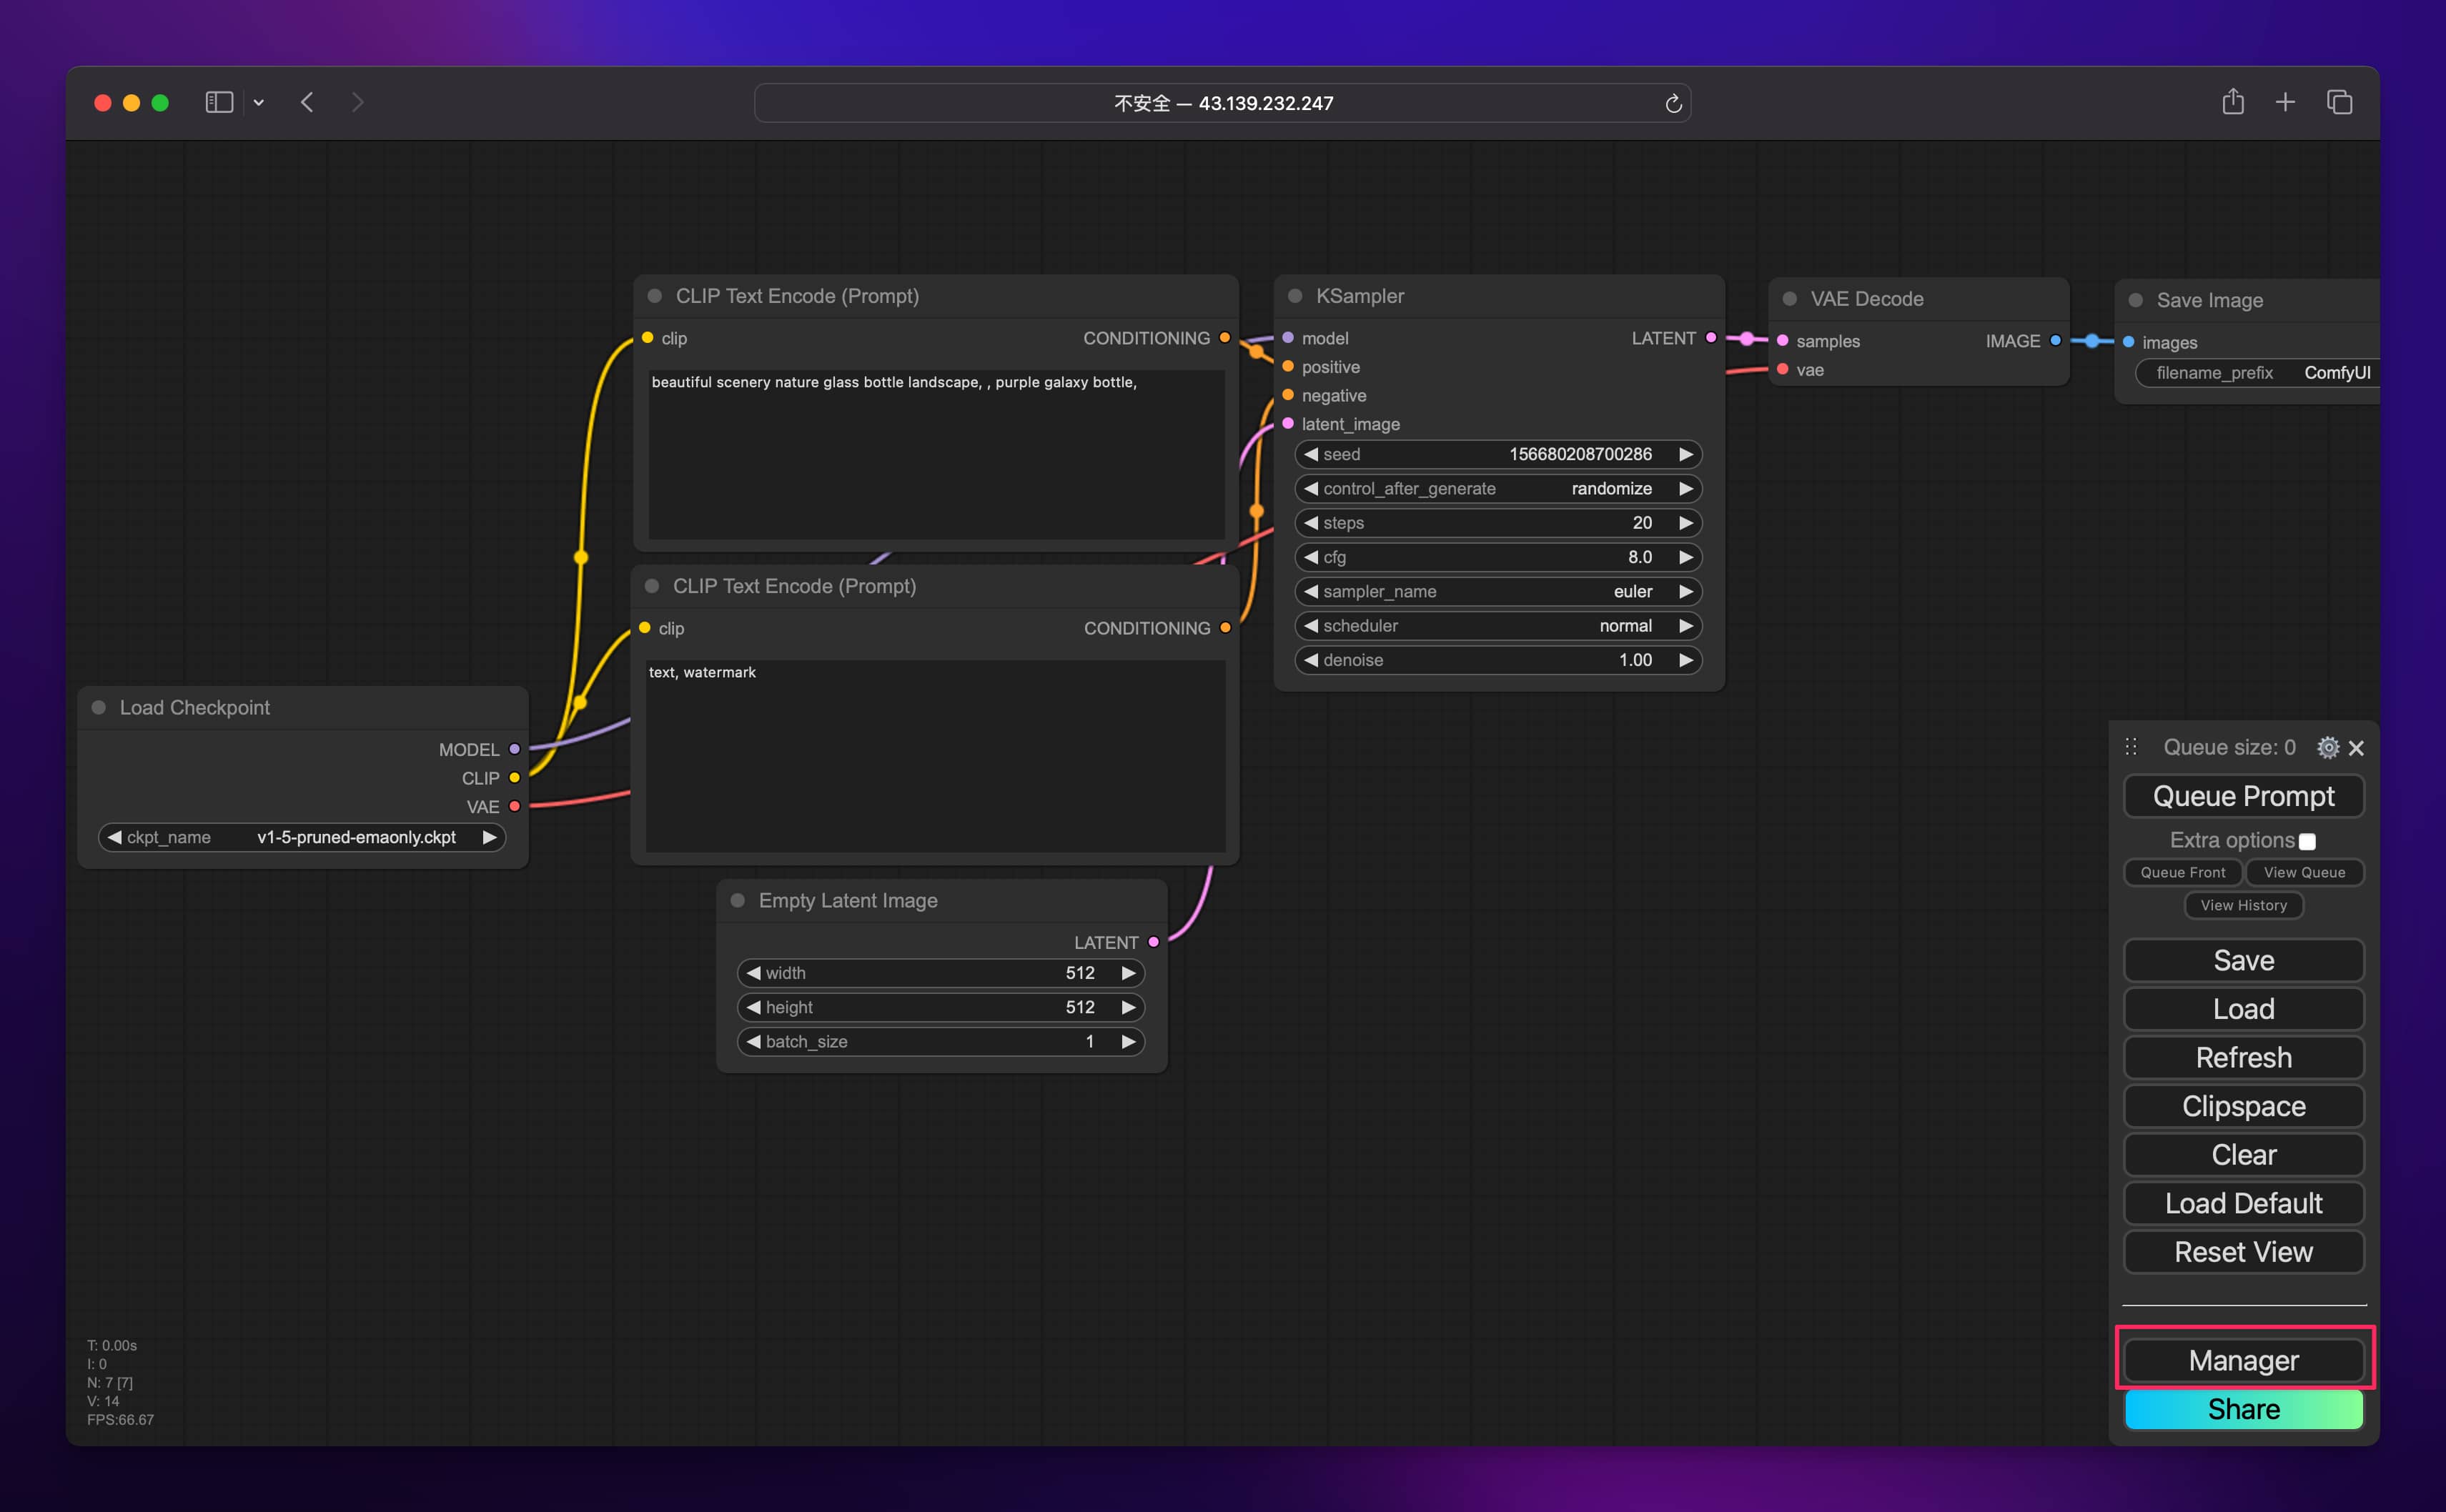 不安全 — 43.139.232.247
CLIP Text Encode (Prompt)
clip
CONDITIONING
beautiful scenery nature glass bottle landscape, , purple galaxy bottle,
CLIP Text Encode (Prompt)
clip
CONDITIONING
text, watermark
Load Checkpoint
MODEL
CLIP
VAE
ckpt_name v1-5-pruned-emaonly.ckpt
Empty Latent Image
LATENT
width 512
height 512
batch_size 1
KSampler
model LATENT
positive
negative
latent_image
seed 156680208700286
control_after_generate randomize
steps 20
cfg 8.0
sampler_name euler
scheduler normal
denoise 1.00
VAE Decode
samples IMAGE
vae
Save Image
images
filename_prefix ComfyUI
Queue size: 0
Queue Prompt
Extra options
Queue Front View Queue
View History
Save
Load
Refresh
Clipspace
Clear
Load Default
Reset View
Manager
Share
T: 0.00s
I: 0
N: 7 [7]
V: 14
FPS:66.67